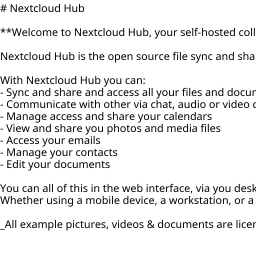 # Nextcloud Hub
**Welcome to Nextcloud Hub, your self-hosted coll
Nextcloud Hub is the open source file sync and sha
With Nextcloud Hub you can:
- Sync and share and access all your files and docur
- Communicate with other via chat, audio or video c
- Manage access and share your calendars
- View and share you photos and media files
- Access your emails
- Manage your contacts
- Edit your documents
You can all of this in the web interface, via you desk
Whether using a mobile device, a workstation, or a
_All example pictures, videos & documents are licer